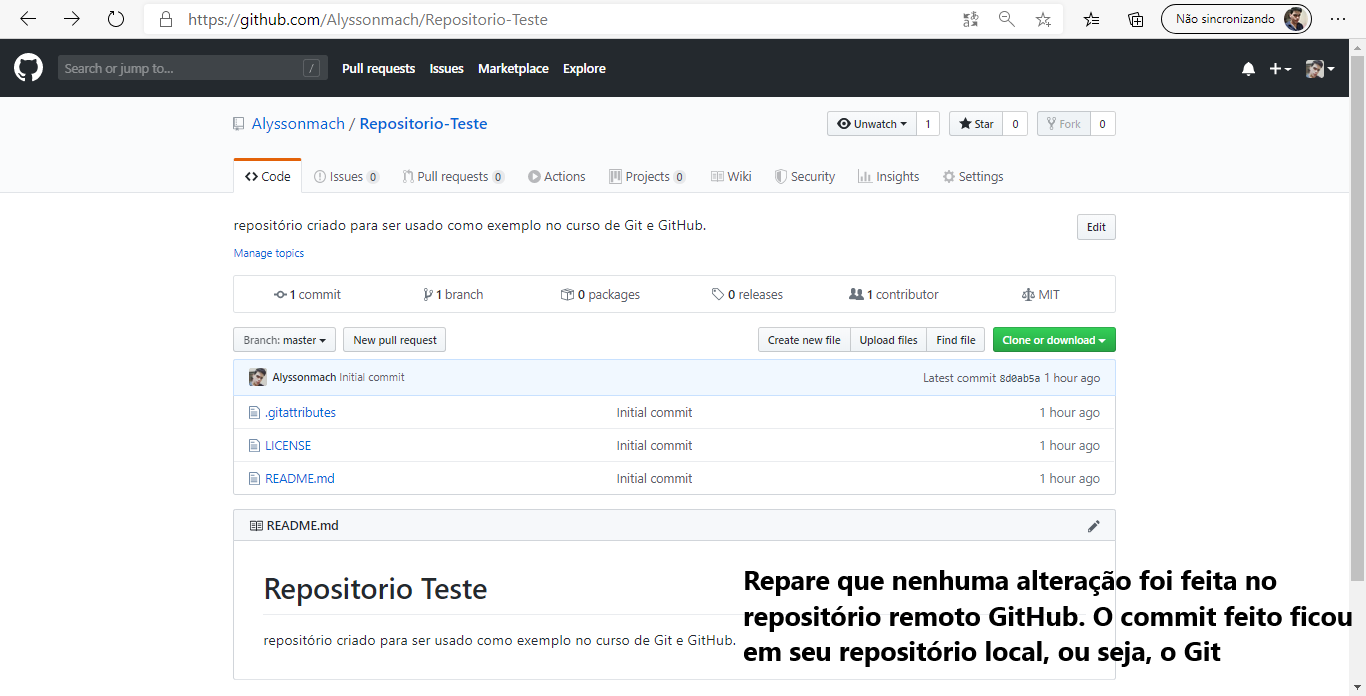 https://github.com/Alyssonmach/Repositorio-Teste
Não sincronizando
Search or jump to...
/
Pull requests Issues Marketplace Explore
Alyssonmach / Repositorio-Teste
Unwatch 1 Star 0 Fork 0
Code Issues 0 Pull requests 0 Actions Projects 0 Wiki Security Insights Settings
repositório criado para ser usado como exemplo no curso de Git e GitHub.
Edit
Manage topics
1 commit 1 branch 0 packages 0 releases 1 contributor MIT
Branch: master New pull request Create new file Upload files Find file Clone or download
Alyssonmach Initial commit Latest commit 8d0ab5a 1 hour ago
.gitattributes Initial commit 1 hour ago
LICENSE Initial commit 1 hour ago
README.md Initial commit 1 hour ago
README.md
Repositorio Teste
repositório criado para ser usado como exemplo no curso de Git e GitHub.
Repare que nenhuma alteração foi feita no
repositório remoto GitHub. O commit feito ficou
em seu repositório local, ou seja, o Git